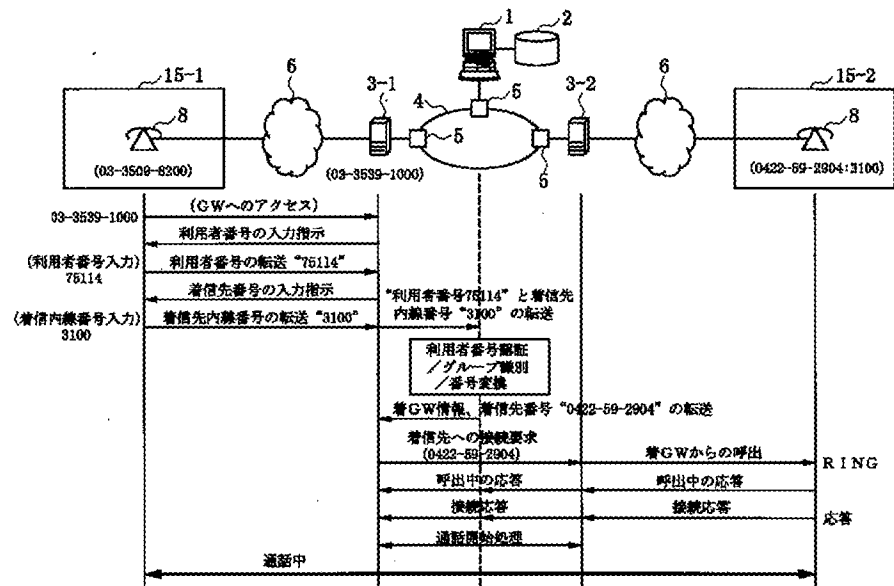 1
2
15-1
6
3-1
4
5
3-2
6
15-2
8
5
5
8
(03-3509-8200)
(03-3539-1000)
(0422-59-2904:3100)
03-3539-1000
(GWへのアクセス)
利用者番号の入力指示
(利用者番号入力)
75114
利用者番号の転送“75114”
着信先番号の入力指示
“利用者番号75114”と着信先
内線番号“3100”の転送
(着信内線番号入力)
3100
着信先内線番号の転送“3100”
利用者番号認証
／グループ識別
／番号変換
着GW情報、着信先番号“0422-59-2904”の転送
着信先への接続要求
(0422-59-2904)
着GWからの呼出
RING
呼出中の応答
呼出中の応答
接続応答
接続応答
応答
通話開始処理
通話中